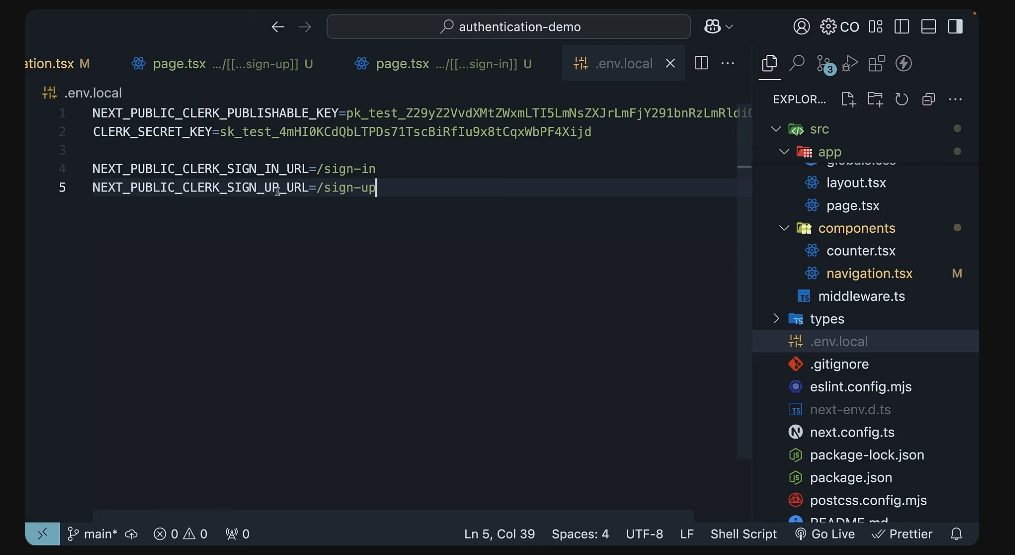 authentication-demo
CO
ation.tsx M
page.tsx .../[[...sign-up]] U
page.tsx .../[[...sign-in]] U
.env.local
.env.local
1 NEXT_PUBLIC_CLERK_PUBLISHABLE_KEY=pk_test_Z29yZ2VvdXMtZWxmLTI5LmNsZXJrLmFjY291bnRzLmRldi
2 CLERK_SECRET_KEY=sk_test_4mHI0KCdQbLTPDs71TscBiRfIu9x8tCqxWbPF4Xijd
3
4 NEXT_PUBLIC_CLERK_SIGN_IN_URL=/sign-in
5 NEXT_PUBLIC_CLERK_SIGN_UP_URL=/sign-up
3
EXPLOR...
src
app
globals.css
layout.tsx
page.tsx
components
counter.tsx
navigation.tsx M
middleware.ts
types
.env.local
.gitignore
eslint.config.mjs
next-env.d.ts
next.config.ts
package-lock.json
package.json
postcss.config.mjs
README.md
main* 0 0 0
Ln 5, Col 39 Spaces: 4 UTF-8 LF Shell Script Go Live Prettier